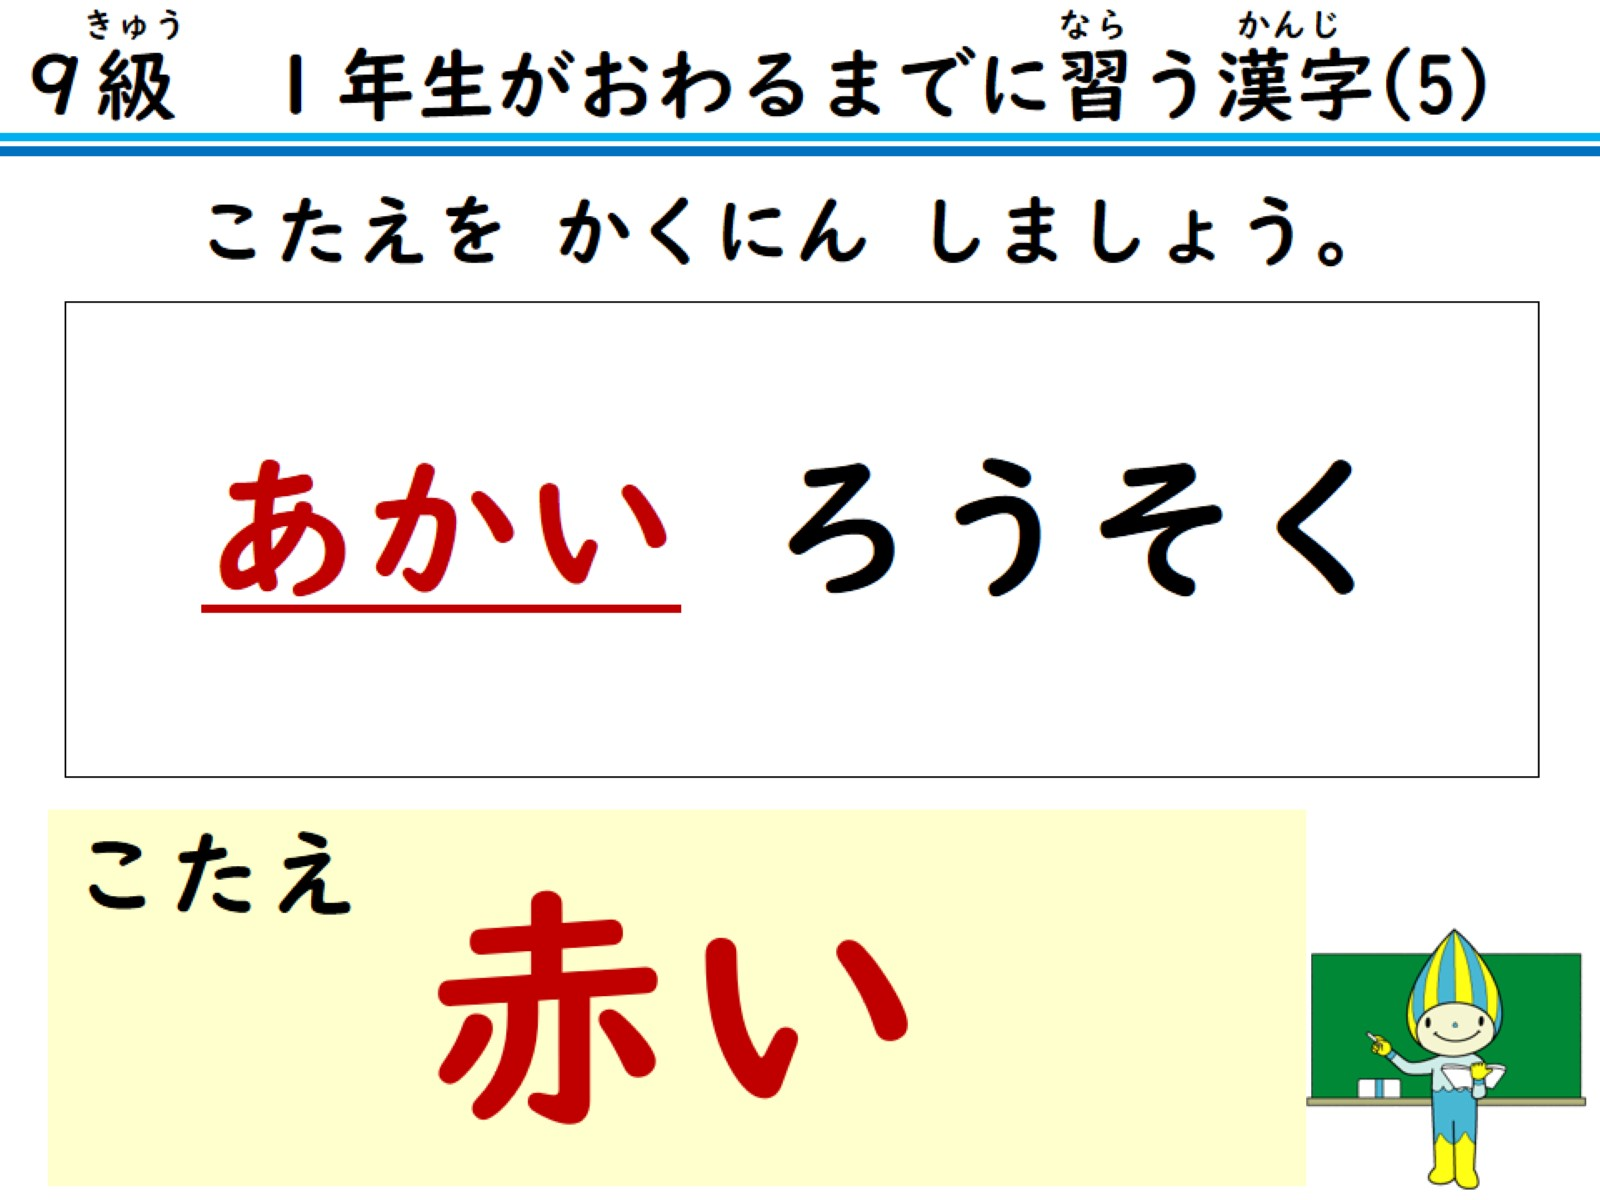 きゅう なら かんじ
9級 1年生がおわるまでに習う漢字(5)
こたえを かくにん しましょう。
あかい ろうそく
こたえ
赤い